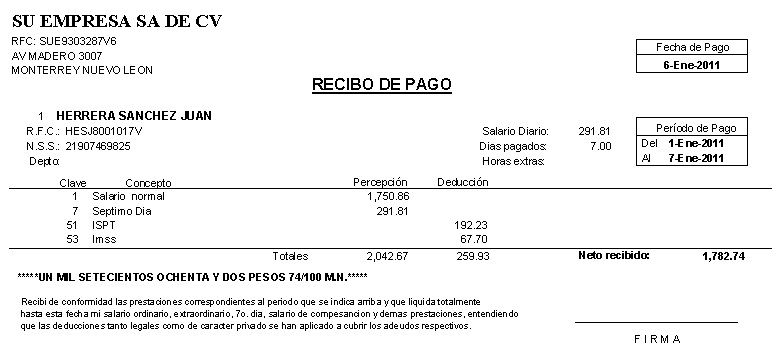 SU EMPRESA SA DE CV
RFC: SUE9303287V6
AV MADERO 3007
MONTERREY NUEVO LEON
Fecha de Pago
6-Ene-2011
RECIBO DE PAGO
1 HERRERA SANCHEZ JUAN
R.F.C.: HESJ8001017V Salario Diario: 291.81
N.S.S.: 21907469825 Dias pagados: 7.00
Depto: Horas extras:
Período de Pago
Del 1-Ene-2011
Al 7-Ene-2011
Clave Concepto Percepción Deducción
1 Salario normal 1,750.86
7 Septimo Dia 291.81
51 ISPT 192.23
53 Imss 67.70
Totales 2,042.67 259.93 Neto recibido: 1,782.74
*****UN MIL SETECIENTOS OCHENTA Y DOS PESOS 74/100 M.N.*****
Recibi de conformidad las prestaciones correspondientes al periodo que se indica arriba y que liquida totalmente
hasta esta fecha mi salario ordinario, extraordinario, 7o. dia, salario de compesancion y demas prestaciones, entendiendo
que las deducciones tanto legales como de caracter privado se han aplicado a cubrir los adeudos respectivos.
FIRMA